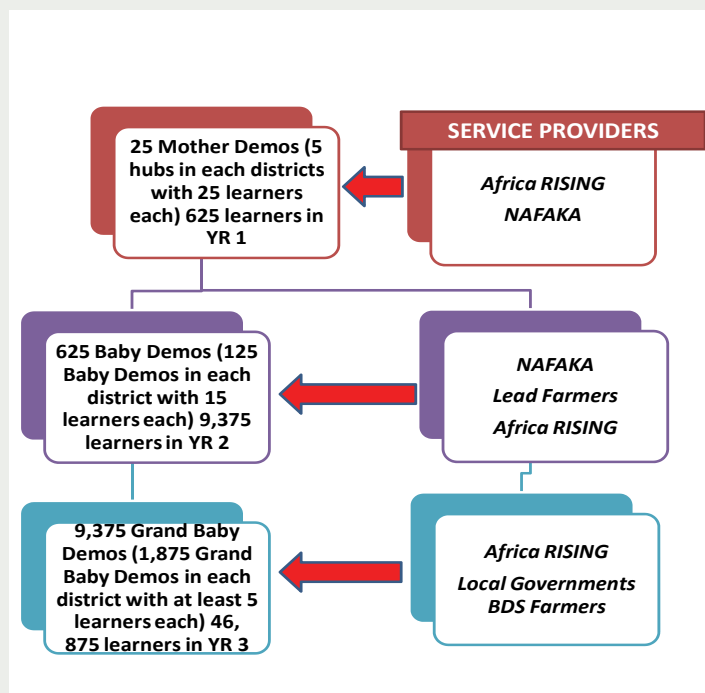 25 Mother Demos (5
hubs in each districts
with 25 learners
each) 625 learners in
YR 1
SERVICE PROVIDERS
Africa RISING
NAFAKA
625 Baby Demos (125
Baby Demos in each
district with 15
learners each) 9,375
learners in YR 2
NAFAKA
Lead Farmers
Africa RISING
9,375 Grand Baby
Demos (1,875 Grand
Baby Demos in each
district with at least 5
learners each) 46,
875 learners in YR 3
Africa RISING
Local Governments
BDS Farmers